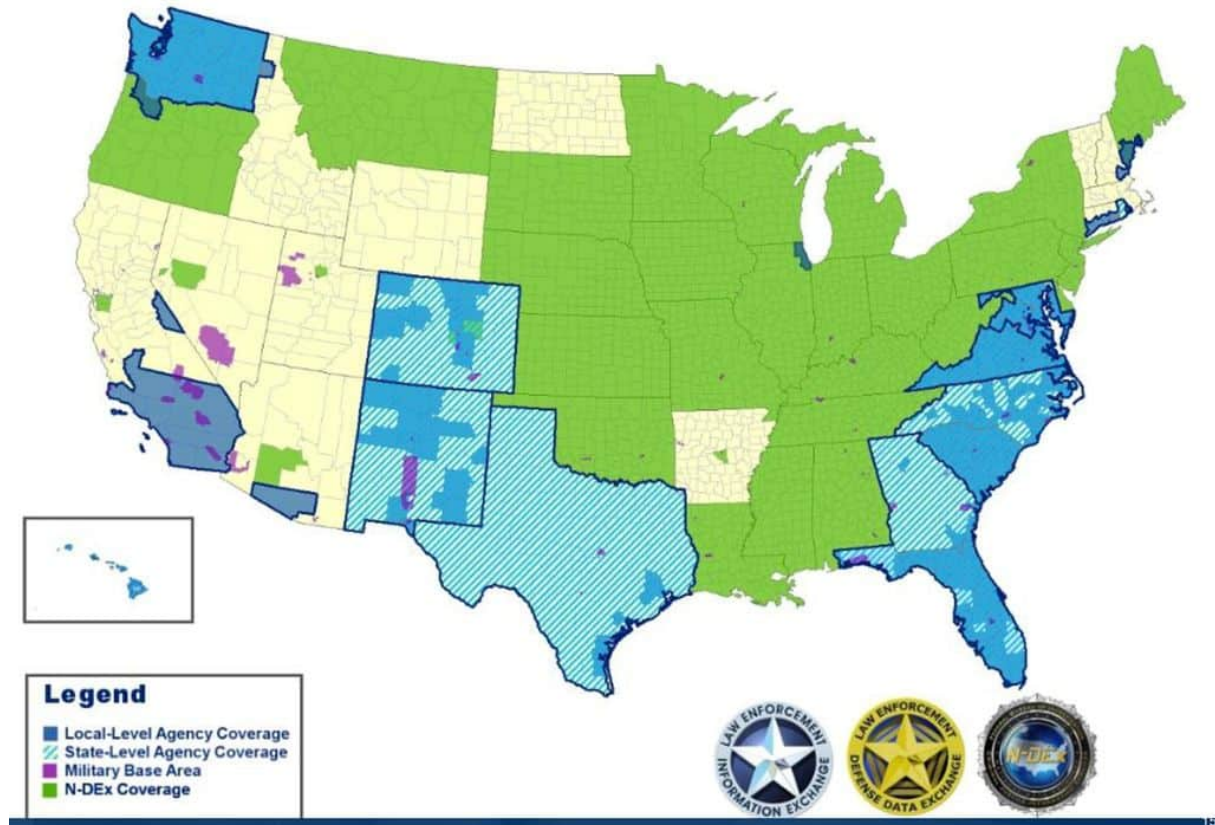 Legend
Local-Level Agency Coverage
State-Level Agency Coverage
Military Base Area
N-DEx Coverage
LAW ENFORCEMENT
INFORMATION EXCHANGE
LAW ENFORCEMENT
DEFENSE DATA EXCHANGE
N-DEx